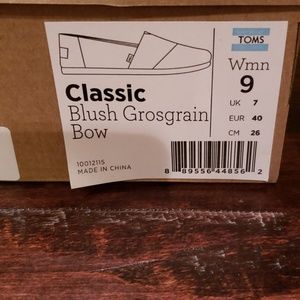 TOMS
Classic
Blush Grosgrain
Bow
10012115
MADE IN CHINA
Wmn
9
UK 7
EUR 40
CM 26
8 89556 44856 2